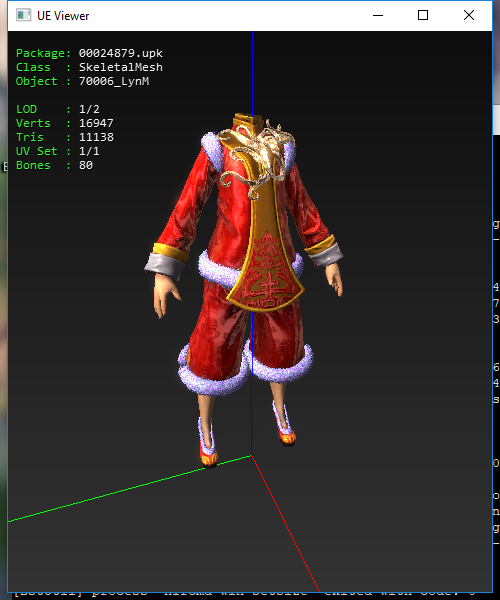 UE Viewer
Package: 00024879.upk
Class : SkeletalMesh
Object : 70006_LynM
LOD : 1/2
Verts : 16947
Tris : 11138
UV Set : 1/1
Bones : 80